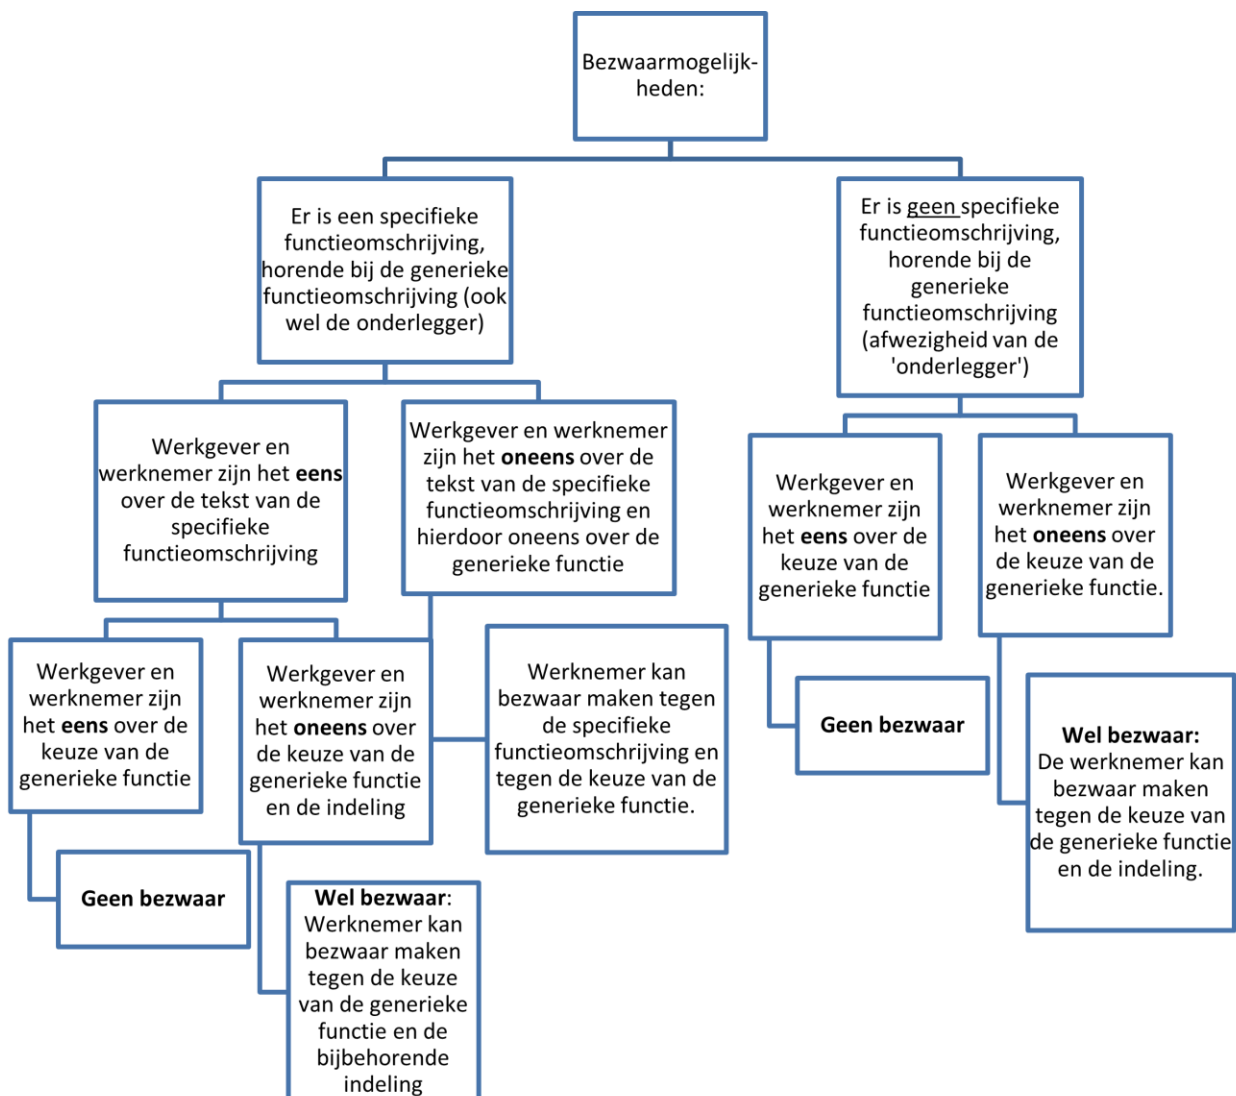 Bezwaarmogelijk-
heden:
Er is een specifieke
functieomschrijving,
horende bij de generieke
functieomschrijving (ook
wel de onderlegger)
Er is geen specifieke
functieomschrijving,
horende bij de
generieke
functieomschrijving
(afwezigheid van de
'onderlegger')
Werkgever en
werknemer zijn het eens
over de tekst van de
specifieke
functieomschrijving
Werkgever en werknemer
zijn het oneens over de
tekst van de specifieke
functieomschrijving en
hierdoor oneens over de
generieke functie
Werkgever en
werknemer zijn
het eens over de
keuze van de
generieke functie
Werkgever en
werknemer zijn
het oneens over
de keuze van de
generieke functie.
Werkgever en
werknemer zijn
het eens over de
keuze van de
generieke functie
Werkgever en
werknemer zijn
het oneens over
de keuze van de
generieke functie
en de indeling
Werknemer kan
bezwaar maken tegen
de specifieke
functieomschrijving en
tegen de keuze van de
generieke functie.
Geen bezwaar
Wel bezwaar:
De werknemer kan
bezwaar maken
tegen de keuze van
de generieke functie
en de indeling.
Geen bezwaar
Wel bezwaar:
Werknemer kan
bezwaar maken
tegen de keuze
van de generieke
functie en de
bijbehorende
indeling